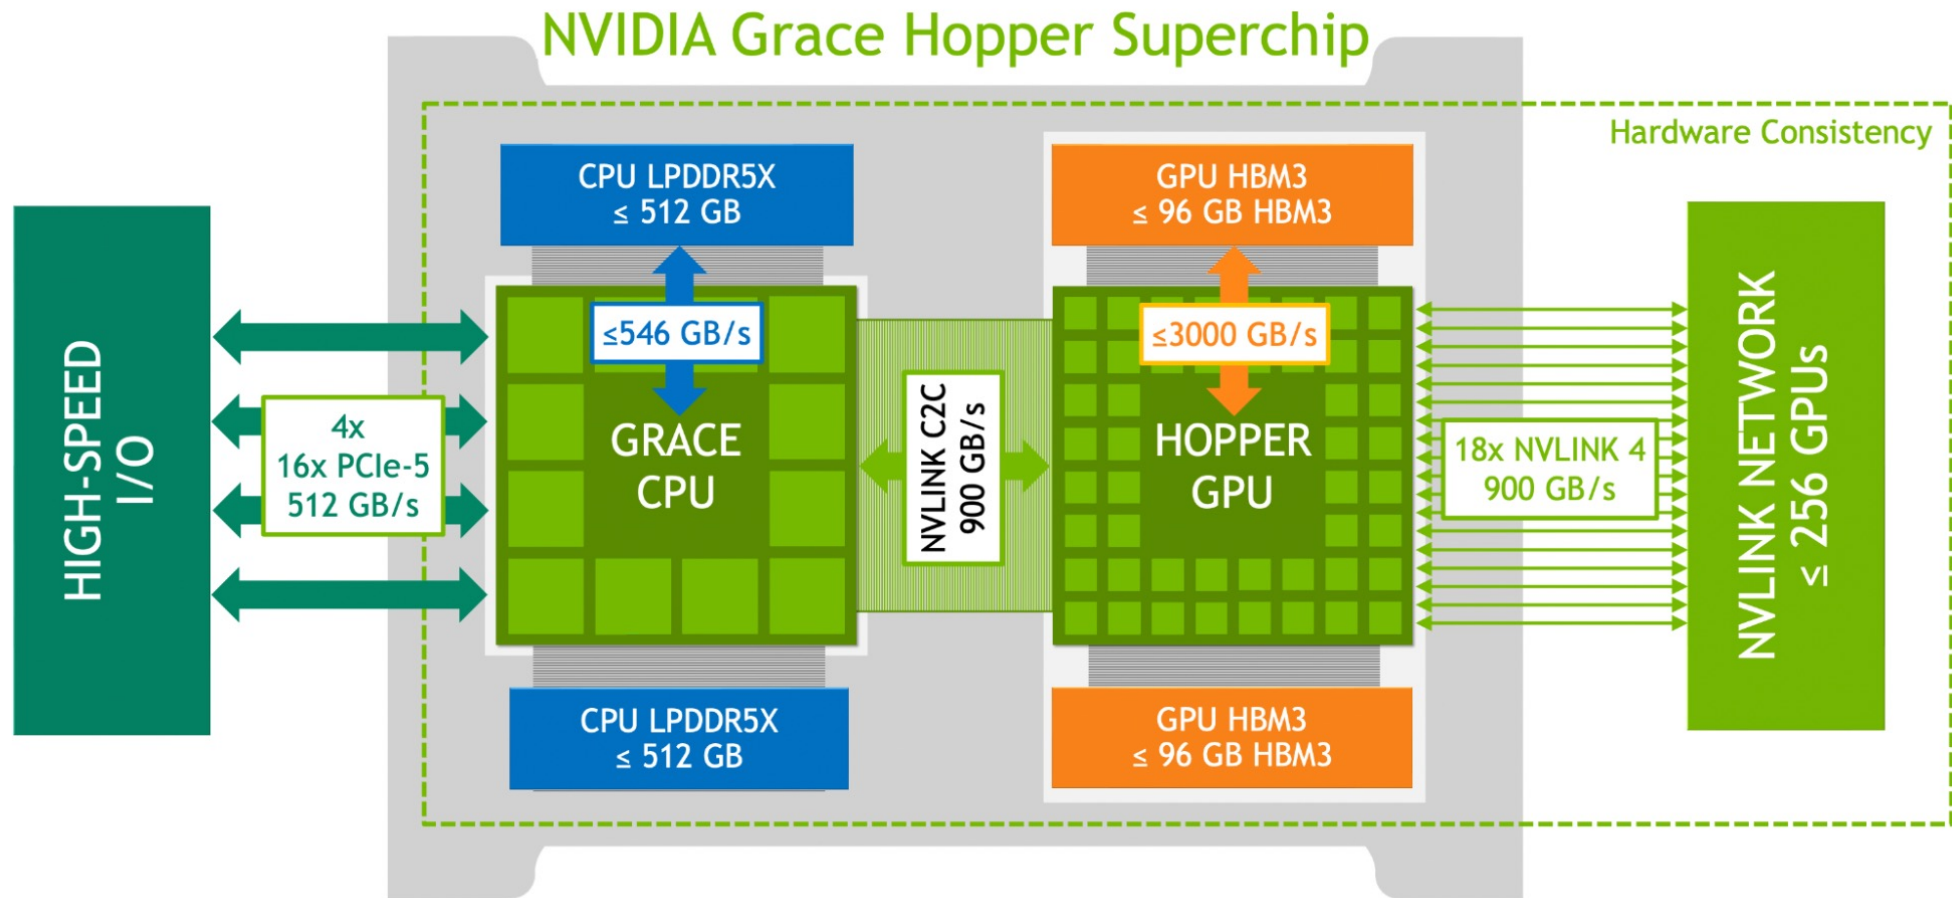 NVIDIA Grace Hopper Superchip
Hardware Consistency
CPU LPDDR5X
≤ 512 GB
GPU HBM3
≤ 96 GB HBM3
≤546 GB/s
≤3000 GB/s
HIGH-SPEED
I/O
4x
16x PCIe-5
512 GB/s
GRACE
CPU
NVLINK C2C
900 GB/s
HOPPER
GPU
18x NVLINK 4
900 GB/s
NVLINK NETWORK
≤ 256 GPUs
CPU LPDDR5X
≤ 512 GB
GPU HBM3
≤ 96 GB HBM3